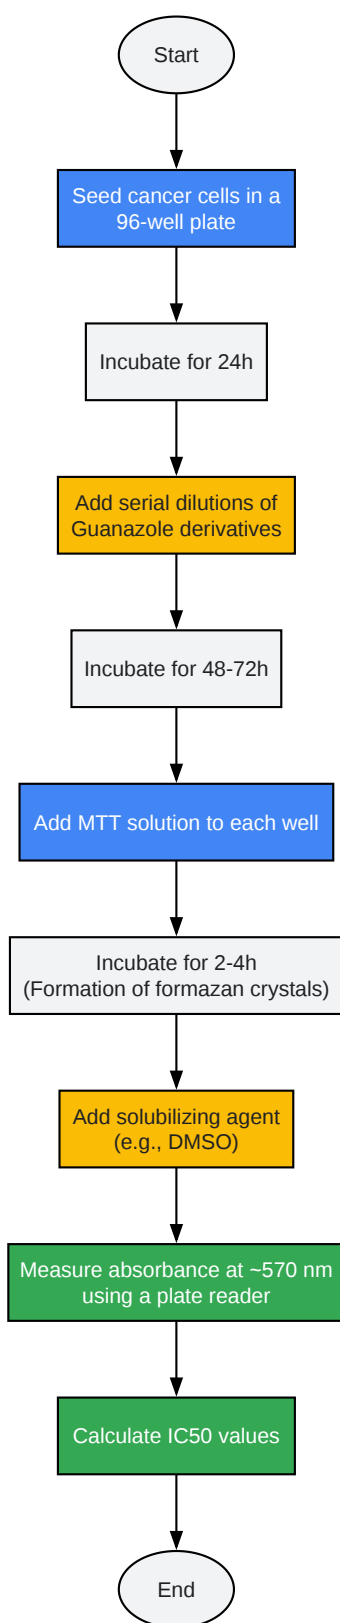 Start
Seed cancer cells in a
96-well plate
Incubate for 24h
Add serial dilutions of
Guanazole derivatives
Incubate for 48-72h
Add MTT solution to each well
Incubate for 2-4h
(Formation of formazan crystals)
Add solubilizing agent
(e.g., DMSO)
Measure absorbance at ~570 nm
using a plate reader
Calculate IC50 values
End